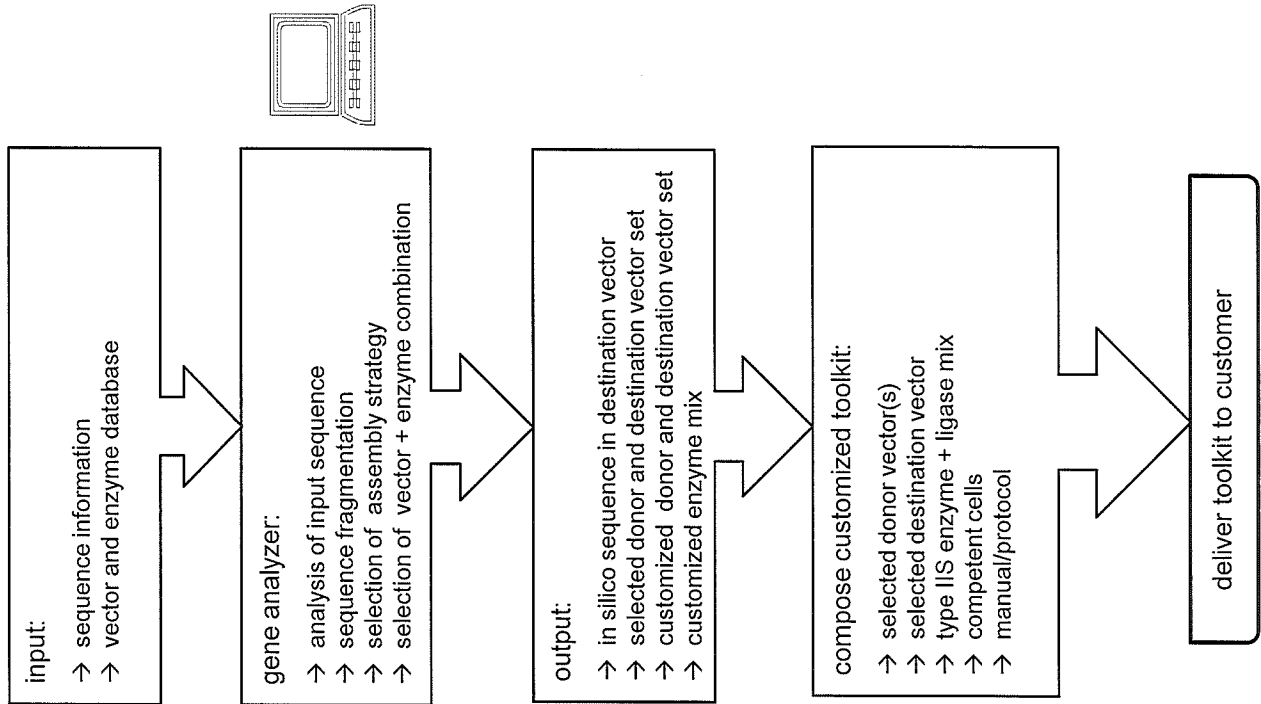 input:
→ sequence information
→ vector and enzyme database
gene analyzer:
→ analysis of input sequence
→ sequence fragmentation
→ selection of assembly strategy
→ selection of vector + enzyme combination
output:
→ in silico sequence in destination vector
→ selected donor and destination vector set
→ customized donor and destination vector set
→ customized enzyme mix
compose customized toolkit:
→ selected donor vector(s)
→ selected destination vector
→ type IIS enzyme + ligase mix
→ competent cells
→ manual/protocol
deliver toolkit to customer